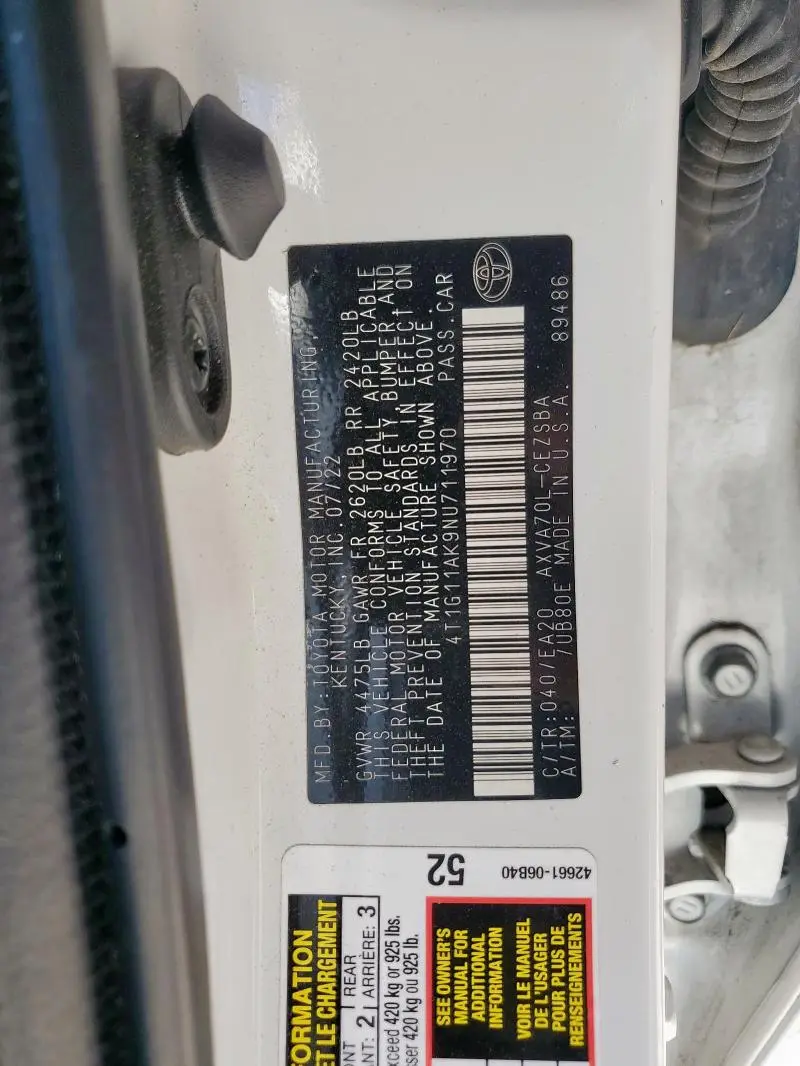 MFD.BY:TOYOTA MOTOR MANUFACTURING,
KENTUCKY, INC. 07/22
GVWR 4475LB GAWR FR 2620LB RR 2420LB
THIS VEHICLE CONFORMS TO ALL APPLICABLE
FEDERAL MOTOR VEHICLE SAFETY, BUMPER, AND
THEFT PREVENTION STANDARDS IN EFFECT ON
THE DATE OF MANUFACTURE SHOWN ABOVE.
4T1G11AK9NU711970 PASS.CAR
C/TR:040/EA20 AXVA70L-CEZSBA
A/TM: 7UB80E MADE IN U.S.A. 89486
52
42661-06B40
FORMATION
ET LE CHARGEMENT
ONT 2 REAR 3
ANT: ARRIÈRE:
xceed 420 kg or 925 lbs.
sser 420 kg ou 925 lb.
SEE OWNER'S
MANUAL FOR
ADDITIONAL
INFORMATION
VOIR LE MANUEL
DE L'USAGER
POUR PLUS DE
RENSEIGNEMENTS